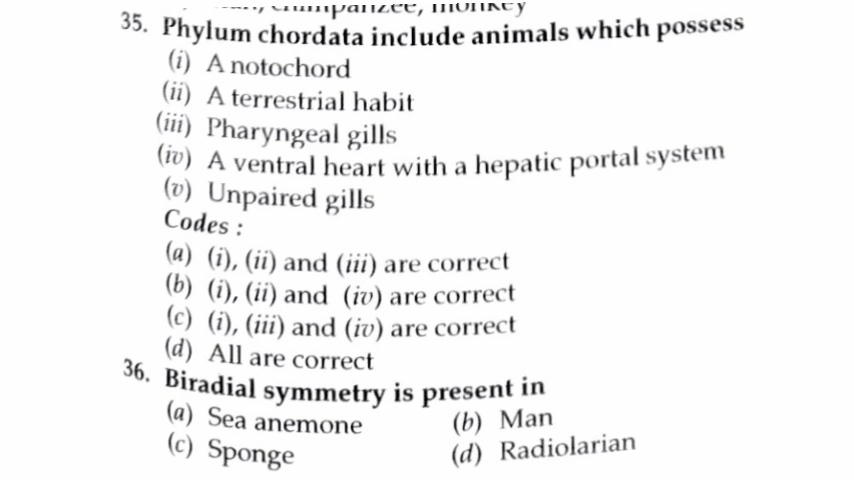 chimpanzee, monkey
35. Phylum chordata include animals which possess
(i) A notochord
(ii) A terrestrial habit
(iii) Pharyngeal gills
(iv) A ventral heart with a hepatic portal system
(v) Unpaired gills
Codes :
(a) (i), (ii) and (iii) are correct
(b) (i), (ii) and (iv) are correct
(c) (i), (iii) and (iv) are correct
(d) All are correct
36. Biradial symmetry is present in
(a) Sea anemone (b) Man
(c) Sponge (d) Radiolarian